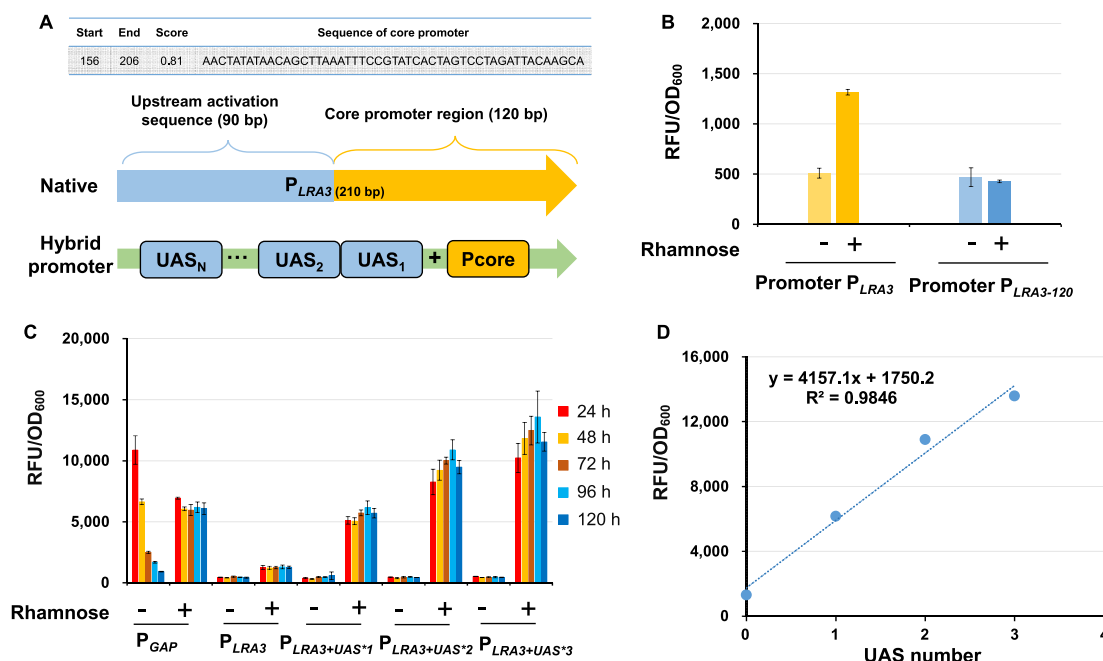 A
Start End Score Sequence of core promoter
156 206 0.81 AACTATATAACAGCTTAAATTTCCGTATCACTAGTCCTAGATTACAAGCA
Upstream activation
sequence (90 bp)
Core promoter region (120 bp)
Native
PLRA3 (210 bp)
Hybrid
promoter
UASN ... UAS2 UAS1 + Pcore
B
RFU/OD600
2,000
1,500
1,000
500
0
Rhamnose - + - +
Promoter PLRA3 Promoter PLRA3-120
C
RFU/OD600
20,000
15,000
10,000
5,000
0
24 h
48 h
72 h
96 h
120 h
Rhamnose - + - + - + - + - +
PGAP PLRA3 PLRA3+UAS*1 PLRA3+UAS*2 PLRA3+UAS*3
D
RFU/OD600
16,000
12,000
8,000
4,000
0
y = 4157.1x + 1750.2
R² = 0.9846
0 1 2 3 4
UAS number